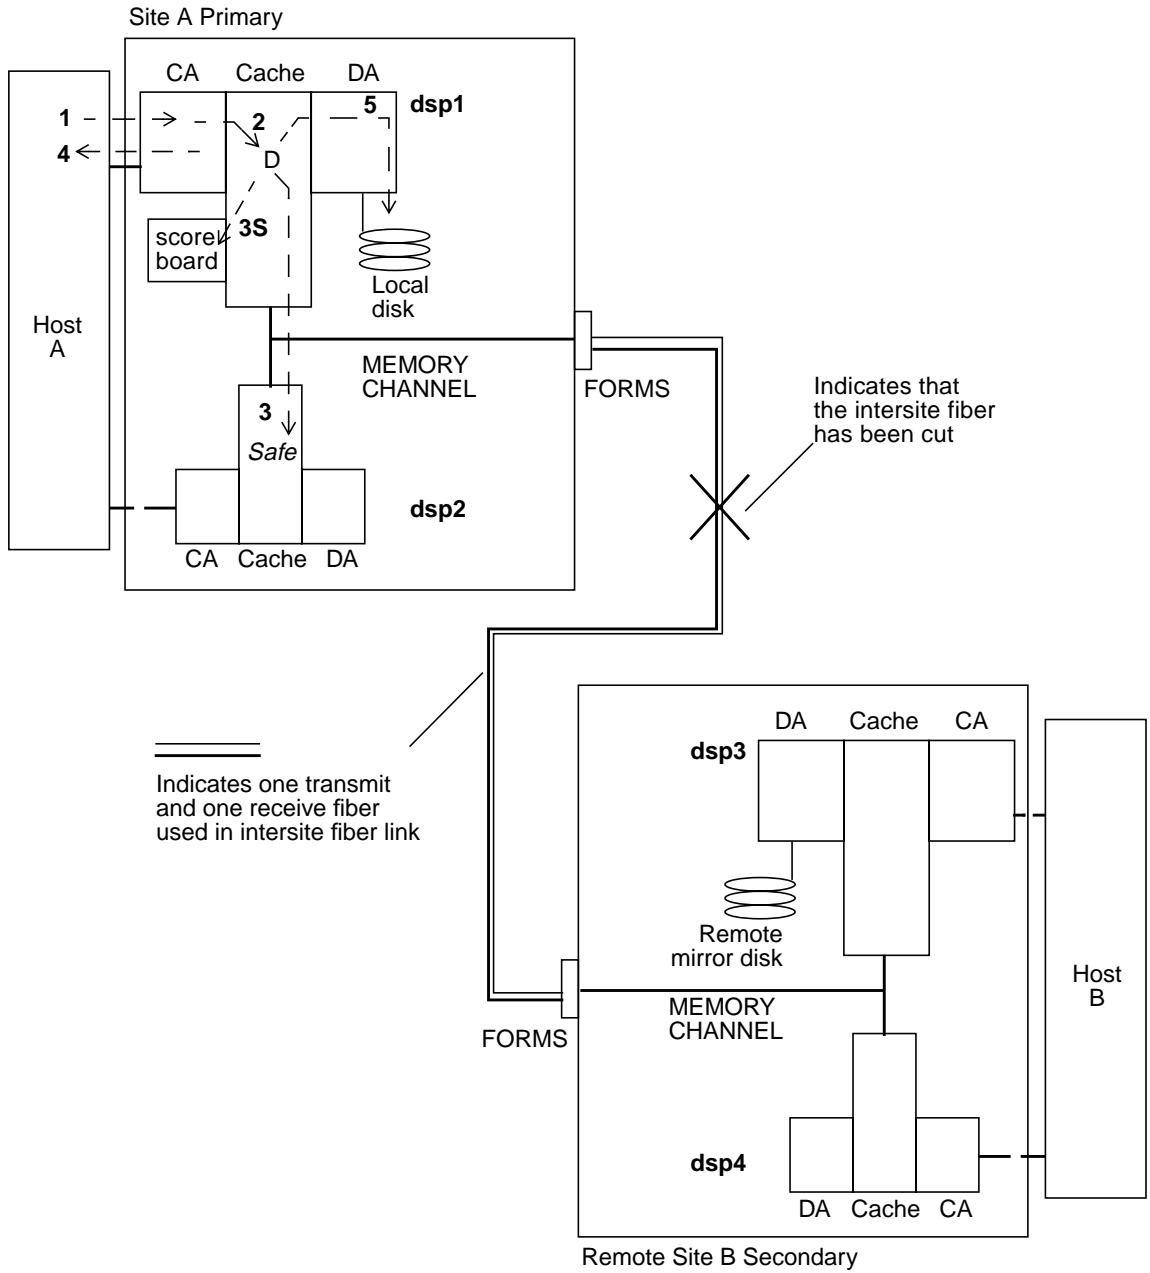 Site A Primary
CA Cache DA
1
2
5
dsp1
4
D
3S
score
board
Local
disk
Host
A
MEMORY
CHANNEL
FORMS
Indicates that
the intersite fiber
has been cut
3
Safe
dsp2
CA Cache DA
DA Cache CA
dsp3
Indicates one transmit
and one receive fiber
used in intersite fiber link
Remote
mirror disk
Host
B
MEMORY
CHANNEL
FORMS
dsp4
DA Cache CA
Remote Site B Secondary